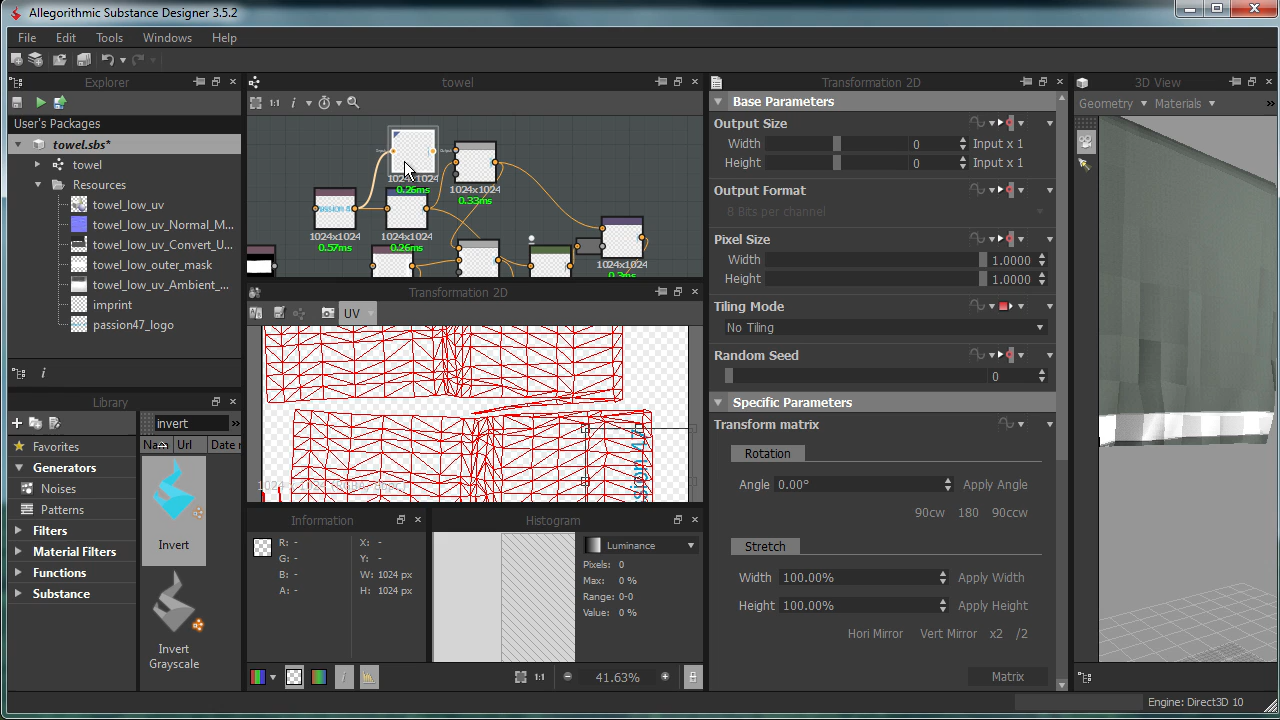 Allegorithmic Substance Designer 3.5.2
File Edit Tools Windows Help
Explorer
User's Packages
towel.sbs*
towel
Resources
towel_low_uv
towel_low_uv_Normal_M...
towel_low_uv_Convert_U...
towel_low_outer_mask
towel_low_uv_Ambient_...
imprint
passion47_logo
Library
invert
Url
Date r
Favorites
Generators
Noises
Patterns
Filters
Material Filters
Functions
Substance
Invert
Invert
Grayscale
towel
1:1
1024x1024
0.26ms
1024x1024
0.33ms
1024x1024
0.57ms
1024x1024
0.26ms
1024x1024
0.3ms
Transformation 2D
UV
Information
R: - X: -
G: - Y: -
B: - W: 1024 px
A: - H: 1024 px
Histogram
Luminance
Pixels: 0
Max: 0 %
Range: 0-0
Value: 0 %
1:1
41.63%
Transformation 2D
Base Parameters
Output Size
Width 0 Input x 1
Height 0 Input x 1
Output Format
8 Bits per channel
Pixel Size
Width 1.0000
Height 1.0000
Tiling Mode
No Tiling
Random Seed
0
Specific Parameters
Transform matrix
Rotation
Angle 0.00° Apply Angle
90cw 180 90ccw
Stretch
Width 100.00% Apply Width
Height 100.00% Apply Height
Hori Mirror Vert Mirror x2 /2
Matrix
3D View
Geometry Materials
Engine: Direct3D 10